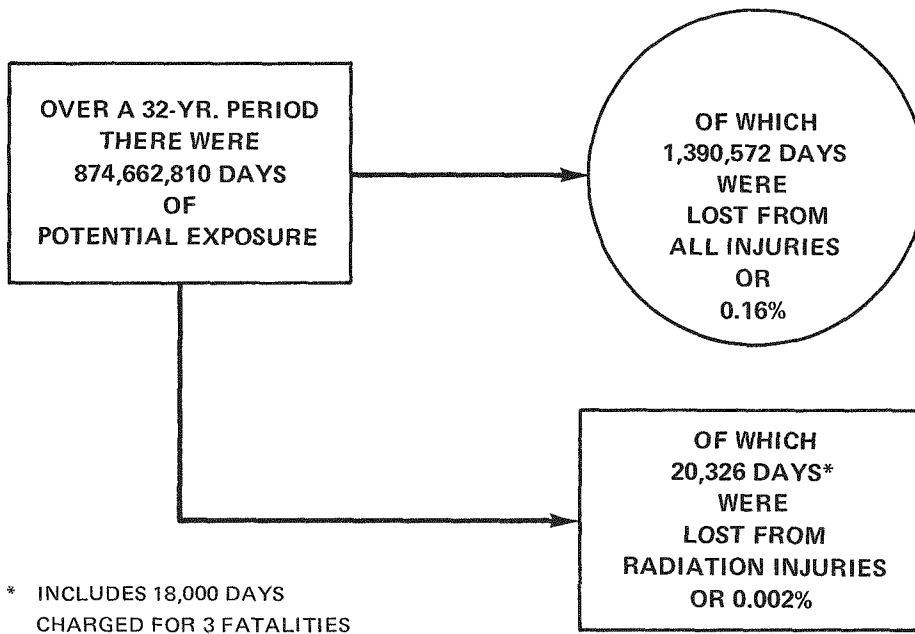 OVER A 32-YR. PERIOD
THERE WERE
874,662,810 DAYS
OF
POTENTIAL EXPOSURE
OF WHICH
1,390,572 DAYS
WERE
LOST FROM
ALL INJURIES
OR
0.16%
OF WHICH
20,326 DAYS*
WERE
LOST FROM
RADIATION INJURIES
OR 0.002%
* INCLUDES 18,000 DAYS
CHARGED FOR 3 FATALITIES